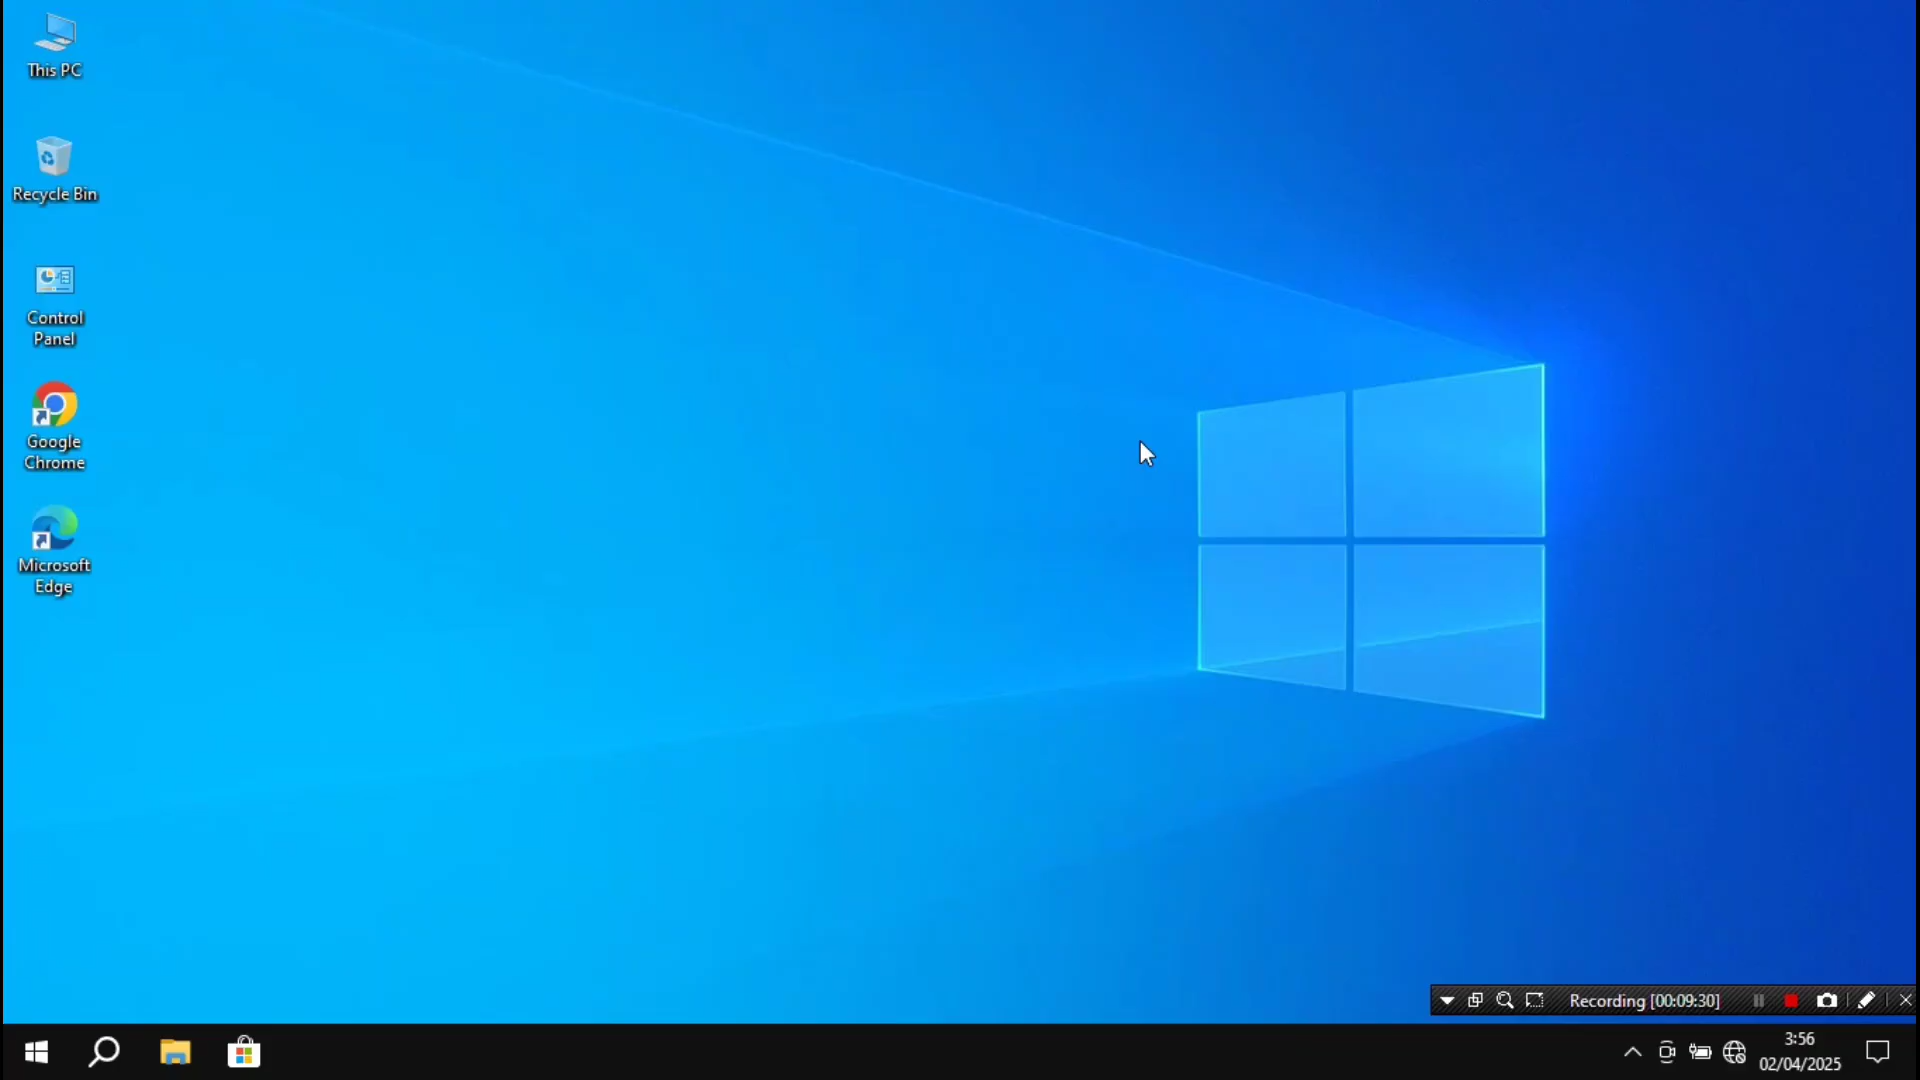 This PC
Recycle Bin
Control
Panel
Google
Chrome
Microsoft
Edge
Recording [00:09:30]
3:56
02/04/2025